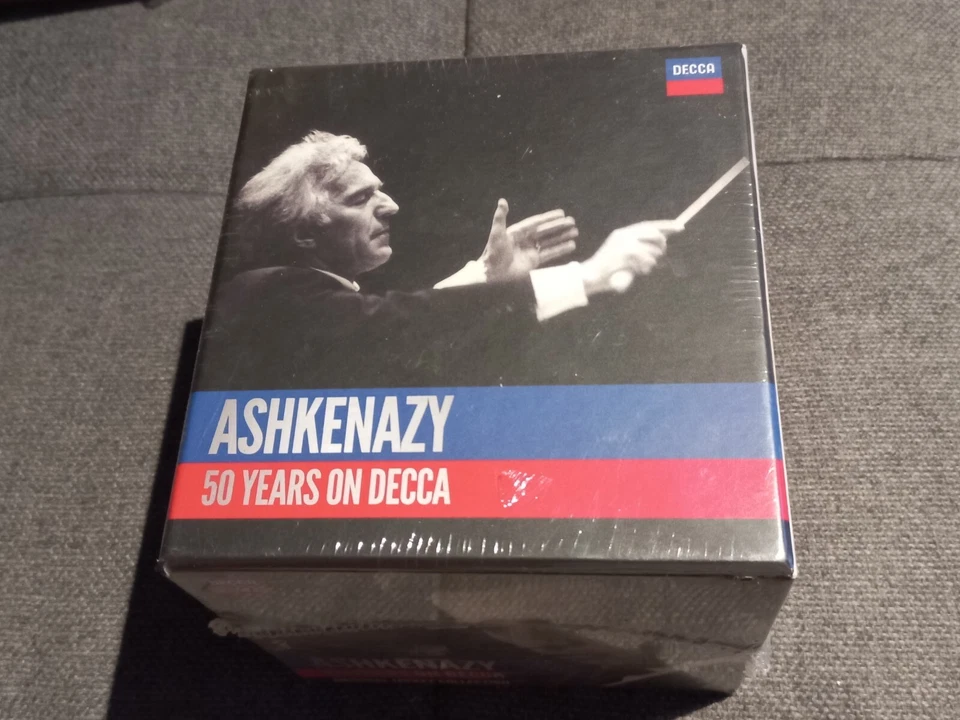 DECCA
ASHKENAZY
50 YEARS ON DECCA
ASHKENAZY